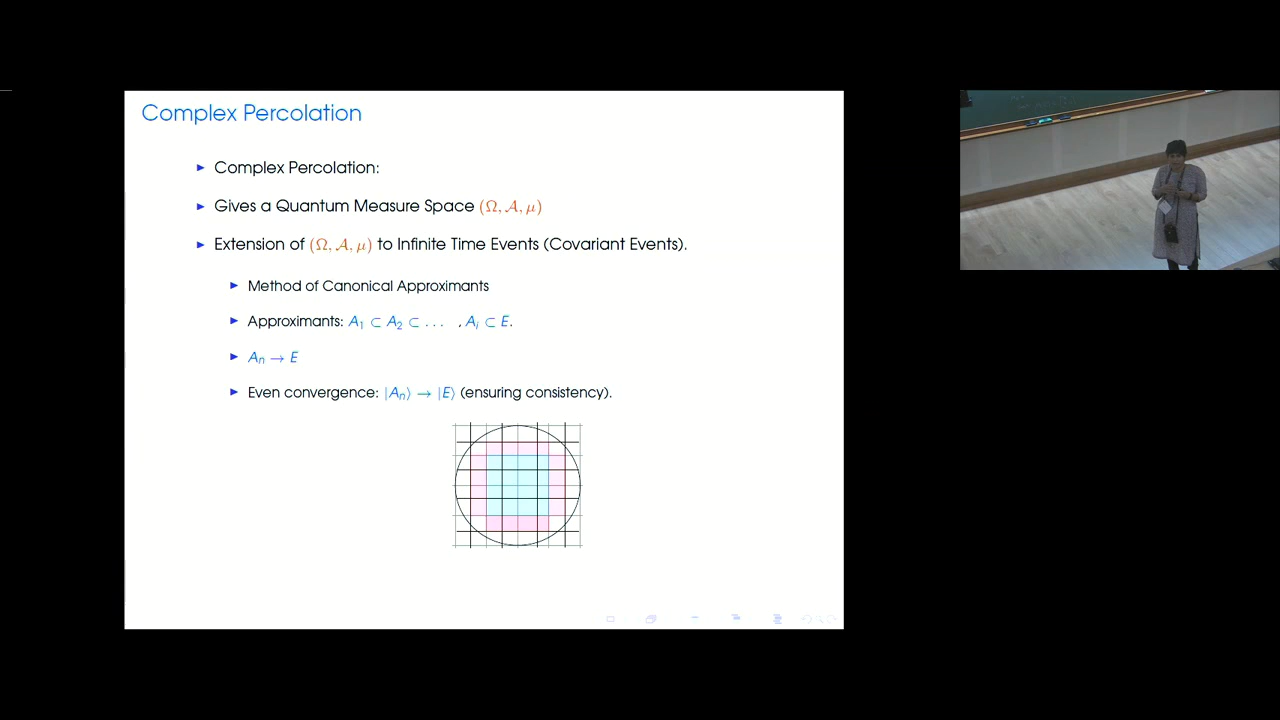 Complex Percolation
▶ Complex Percolation:
▶ Gives a Quantum Measure Space (Ω, 𝒜, μ)
▶ Extension of (Ω, 𝒜, μ) to Infinite Time Events (Covariant Events).
▶ Method of Canonical Approximants
▶ Approximants: A₁ ⊂ A₂ ⊂ … , Aᵢ ⊂ E.
▶ Aₙ → E
▶ Even convergence: |Aₙ⟩ → |E⟩ (ensuring consistency).